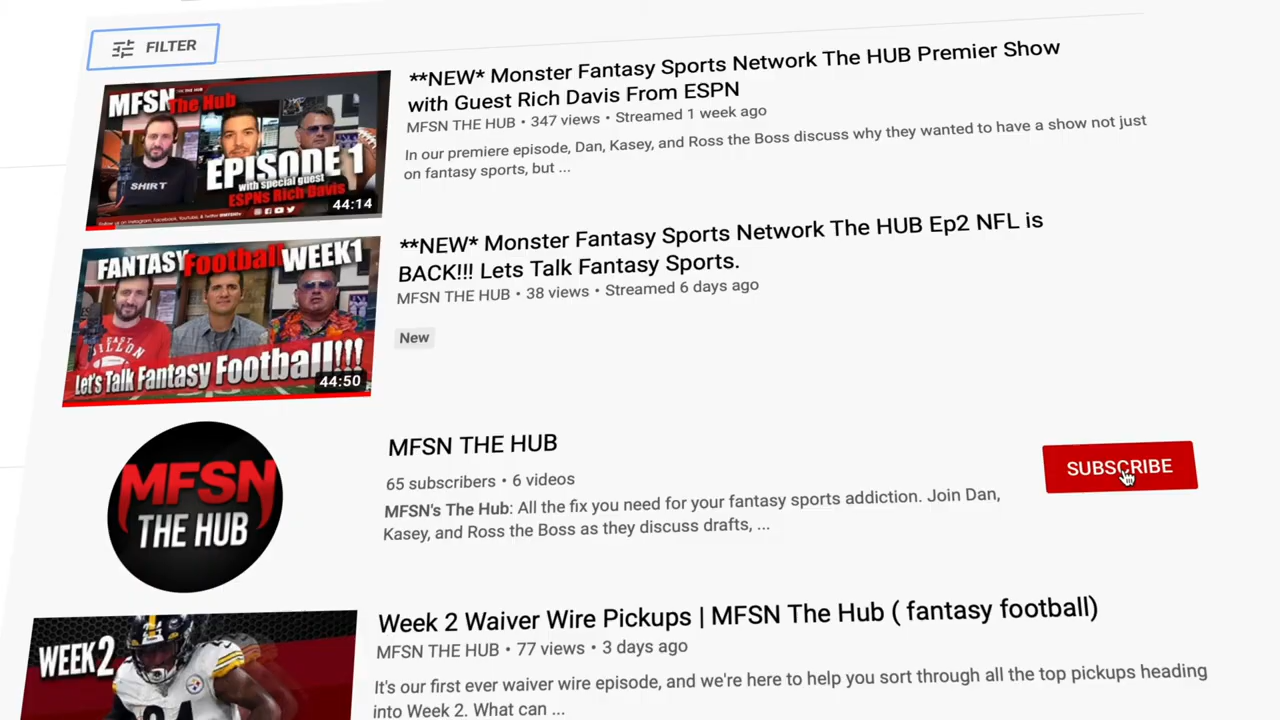 FILTER
MFSN The Hub
SHIRT
EPISODE 1
with special guest
ESPNs Rich Davis
44:14
**NEW* Monster Fantasy Sports Network The HUB Premier Show
with Guest Rich Davis From ESPN
MFSN THE HUB • 347 views • Streamed 1 week ago
In our premiere episode, Dan, Kasey, and Ross the Boss discuss why they wanted to have a show not just
on fantasy sports, but ...
FANTASY Football WEEK1
EAST
DILLON
Let's Talk Fantasy Football!!!
44:50
**NEW* Monster Fantasy Sports Network The HUB Ep2 NFL is
BACK!!! Lets Talk Fantasy Sports.
MFSN THE HUB • 38 views • Streamed 6 days ago
New
MFSN
THE HUB
MFSN THE HUB
65 subscribers • 6 videos
MFSN's The Hub: All the fix you need for your fantasy sports addiction. Join Dan,
Kasey, and Ross the Boss as they discuss drafts, ...
SUBSCRIBE
WEEK 2
Week 2 Waiver Wire Pickups | MFSN The Hub ( fantasy football)
MFSN THE HUB • 77 views • 3 days ago
It's our first ever waiver wire episode, and we're here to help you sort through all the top pickups heading
into Week 2. What can ...